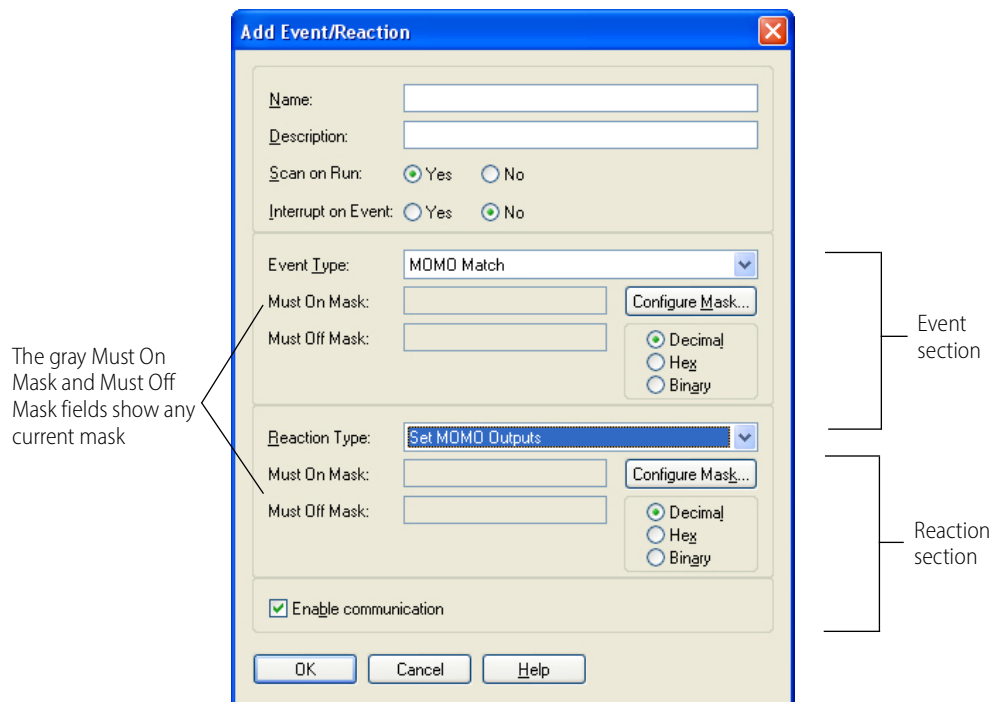 Add Event/Reaction
Name:
Description:
Scan on Run: Yes No
Interrupt on Event: Yes No
Event Type: MOMO Match
Must On Mask: Configure Mask...
Must Off Mask: Decimal
Hex
Binary
Reaction Type: Set MOMO Outputs
Must On Mask: Configure Mask...
Must Off Mask: Decimal
Hex
Binary
Enable communication
OK Cancel Help
The gray Must On
Mask and Must Off
Mask fields show any
current mask
Event
section
Reaction
section